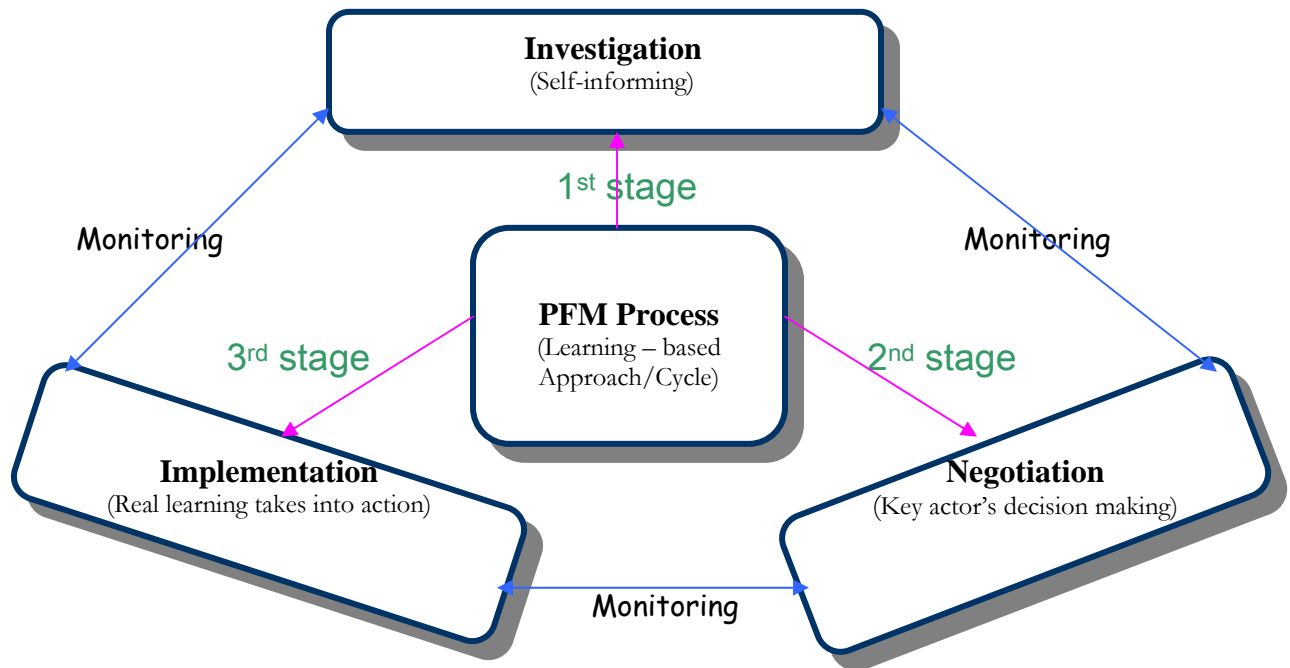 Investigation
(Self-informing)
1st stage
Monitoring
Monitoring
PFM Process
(Learning – based
Approach/Cycle)
3rd stage
2nd stage
Implementation
(Real learning takes into action)
Negotiation
(Key actor’s decision making)
Monitoring